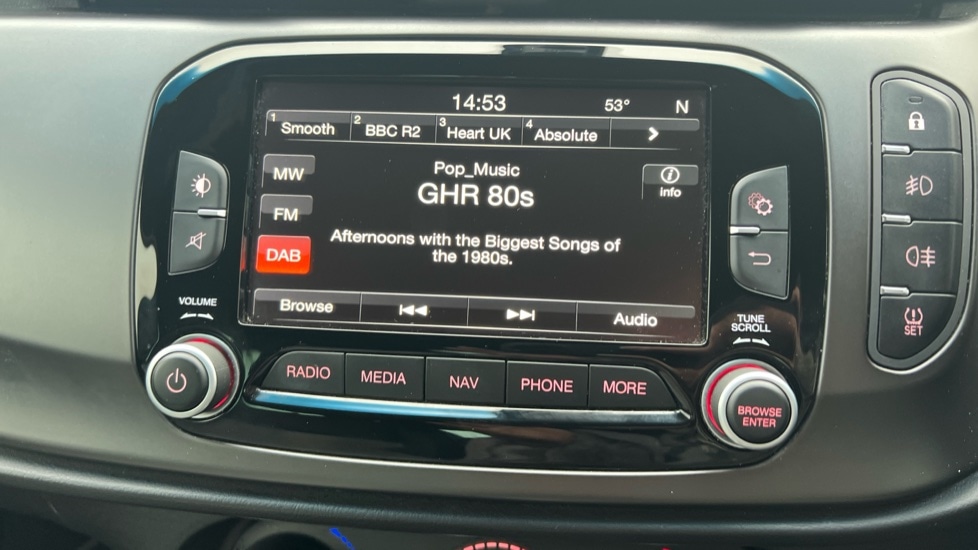 14:53 53° N
1 Smooth 2 BBC R2 3 Heart UK 4 Absolute
MW
Pop_Music
GHR 80s
i
info
FM
DAB
Afternoons with the Biggest Songs of
the 1980s.
Browse Audio
VOLUME
TUNE
SCROLL
RADIO MEDIA NAV PHONE MORE
BROWSE
ENTER
SET